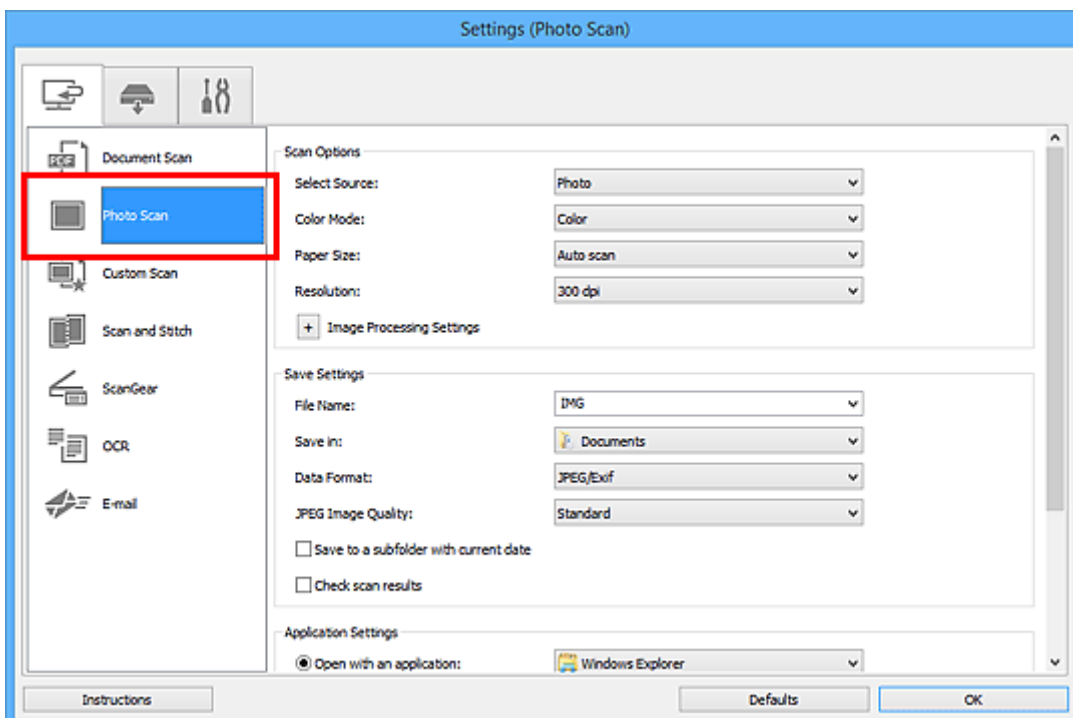 Settings (Photo Scan)
PDF
Document Scan
Photo Scan
Custom Scan
Scan and Stitch
ScanGear
OCR
E-mail
Scan Options
Select Source: Photo
Color Mode: Color
Paper Size: Auto scan
Resolution: 300 dpi
+ Image Processing Settings
Save Settings
File Name: IMG
Save in: Documents
Data Format: JPEG/Exif
JPEG Image Quality: Standard
Save to a subfolder with current date
Check scan results
Application Settings
Open with an application: Windows Explorer
Instructions Defaults OK